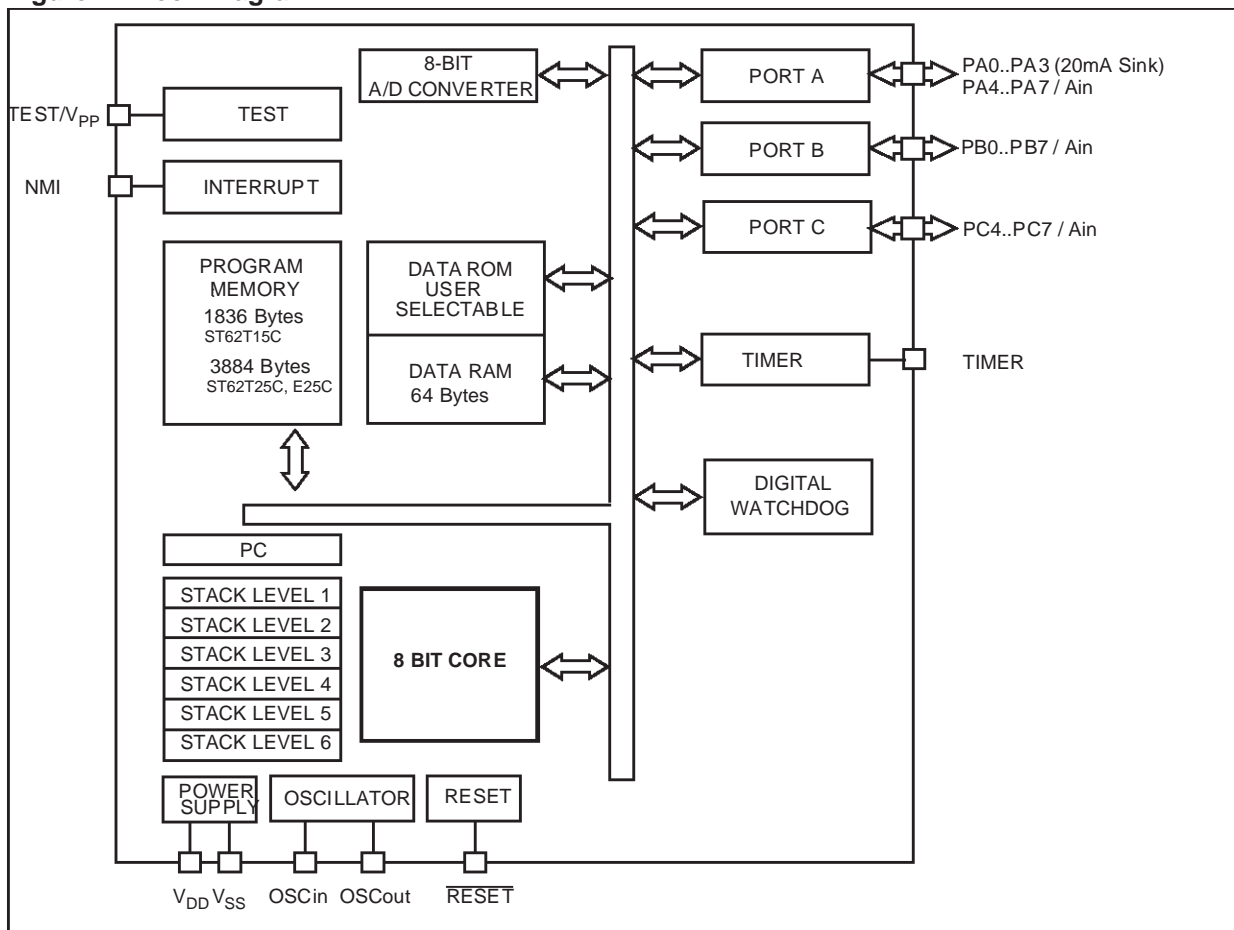 8-BIT
A/D CONVERTER
PORT A
PA0..PA3 (20mA Sink)
PA4..PA7 / Ain
TEST/VPP
TEST
PORT B
PB0..PB7 / Ain
NMI
INTERRUPT
PORT C
PC4..PC7 / Ain
PROGRAM
MEMORY
1836 Bytes
ST62T15C
3884 Bytes
ST62T25C, E25C
DATA ROM
USER
SELECTABLE
DATA RAM
64 Bytes
TIMER
TIMER
DIGITAL
WATCHDOG
PC
STACK LEVEL 1
STACK LEVEL 2
STACK LEVEL 3
STACK LEVEL 4
STACK LEVEL 5
STACK LEVEL 6
8 BIT CORE
POWER
SUPPLY
OSCILLATOR
RESET
VDD VSS
OSCin OSCout
RESET